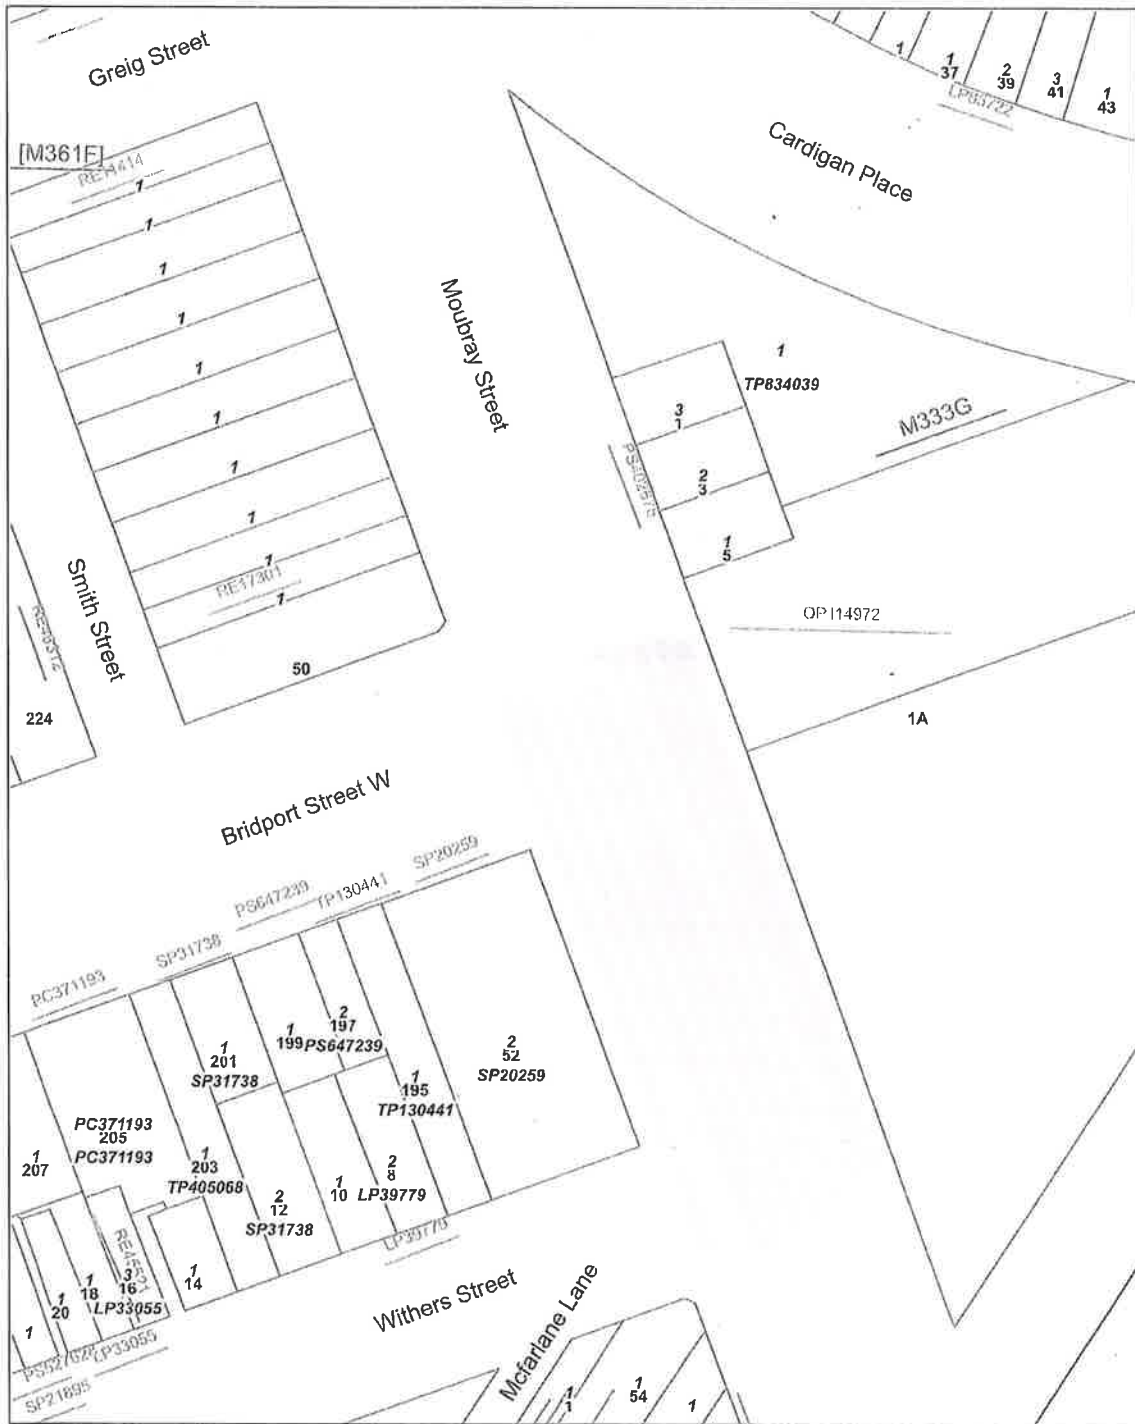 Greig Street
[M361F]
RE11414
1
1
1
1
1
1
1
1
1
1
RE17301
50
Smith Street
224
Moubray Street
Cardigan Place
1
1
37
2
39
3
41
1
43
LP85722
1
TP834039
M333G
3
1
2
3
1
5
OP114972
1A
Bridport Street W
PC371193
SP31738
PS647239
TP130441
SP20259
1
207
PC371193
205
PC371193
1
203
TP405068
1
201
SP31738
1
199
2
197
PS647239
1
195
TP130441
2
52
SP20259
2
12
SP31738
1
10
2
8
LP39779
LP39779
1
14
3
16
LP33055
1
18
1
20
1
LP33055
SP21895
Withers Street
Mcfarlane Lane
1
1
1
54
1